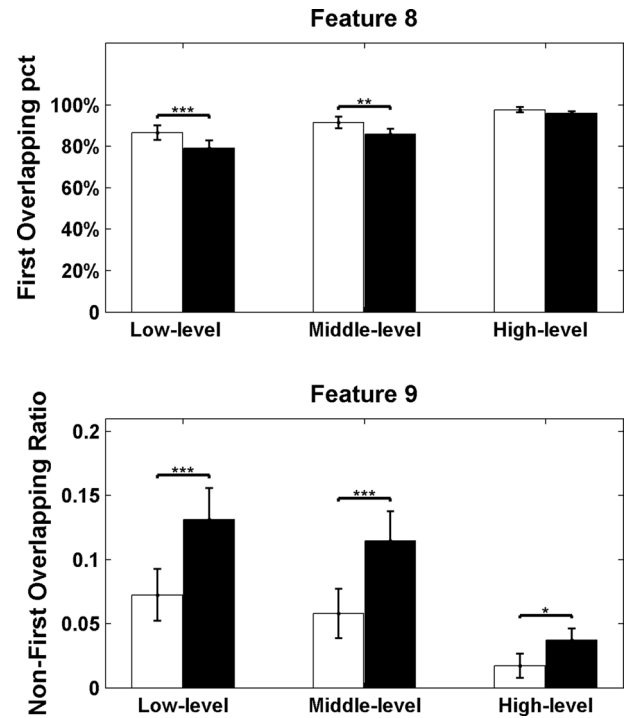 Feature 8
First Overlapping pct
100%
80%
60%
40%
20%
0
***
**
Low-level Middle-level High-level
Feature 9
Non-First Overlapping Ratio
0.2
0.15
0.1
0.05
0
***
***
*
Low-level Middle-level High-level